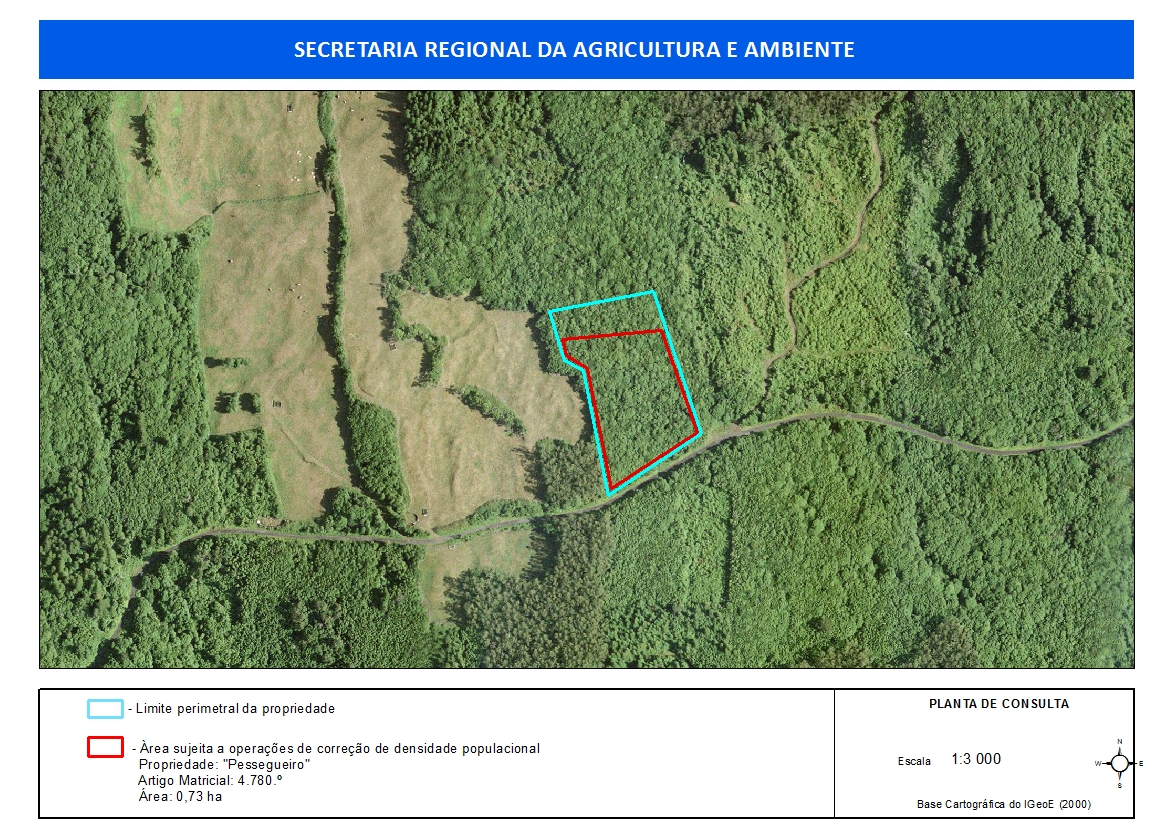 SECRETARIA REGIONAL DA AGRICULTURA E AMBIENTE
- Limite perimetral da propriedade
- Àrea sujeita a operações de correção de densidade populacional
Propriedade: "Pessegueiro"
Artigo Matricial: 4.780.º
Área: 0,73 ha
PLANTA DE CONSULTA
Escala 1:3 000
N
W E
S
Base Cartográfica do IGeoE (2000)